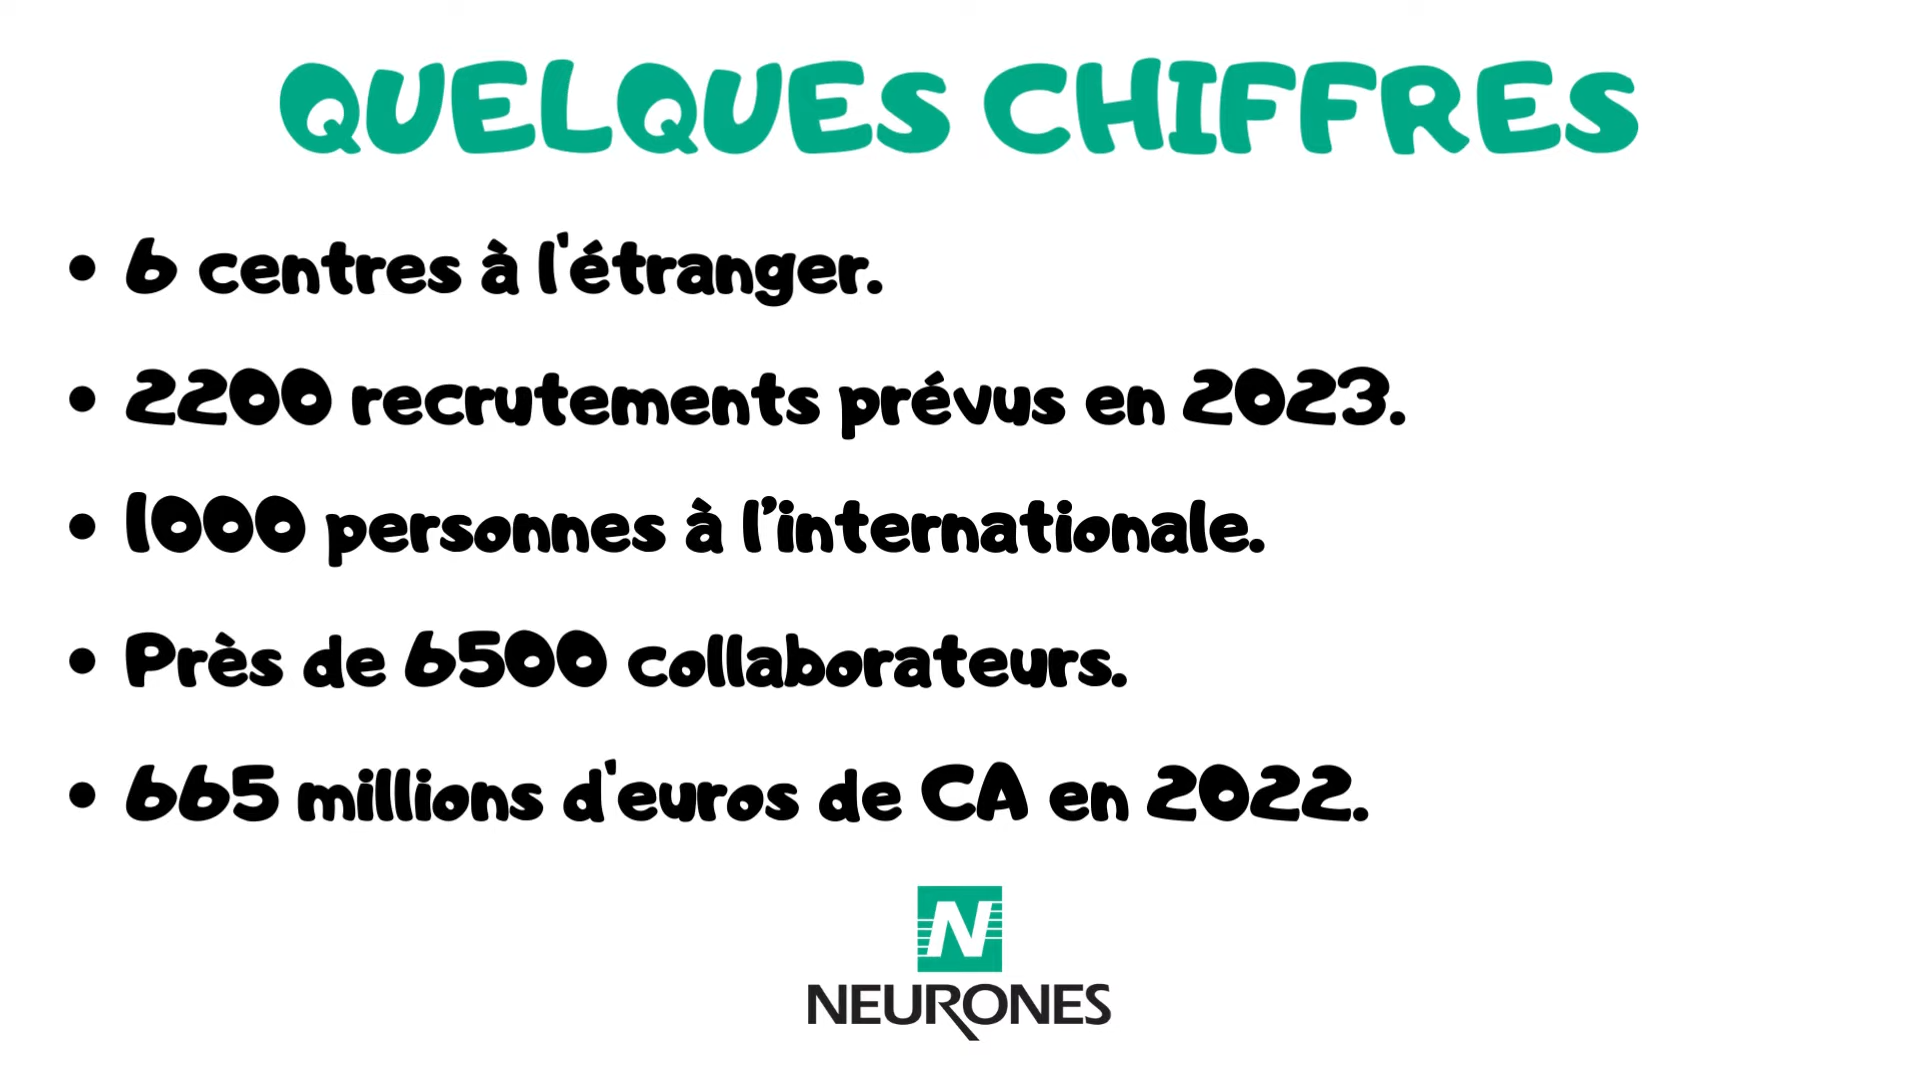 QUELQUES CHIFFRES
• 6 centres à l'étranger.
• 2200 recrutements prévus en 2023.
• 1000 personnes à l’internationale.
• Près de 6500 collaborateurs.
• 665 millions d'euros de CA en 2022.
N
NEURONES